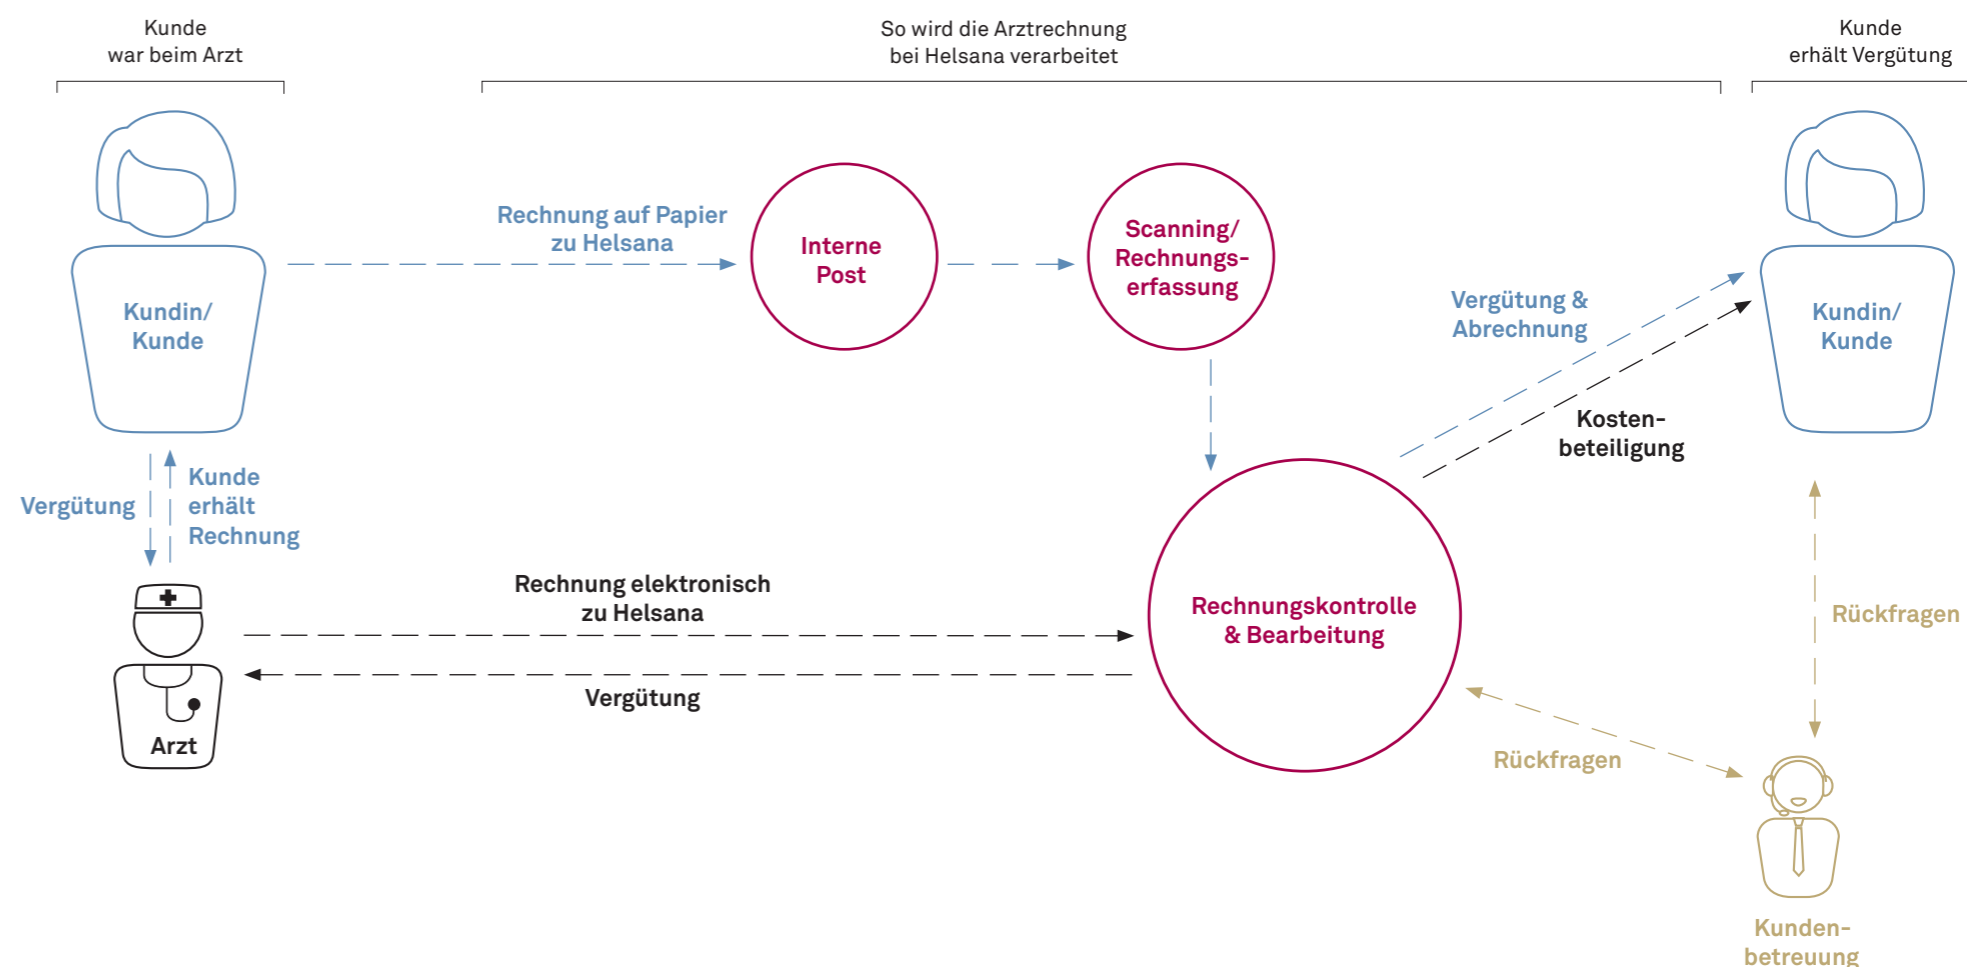 Kunde
war beim Arzt
So wird die Arztrechnung
bei Helsana verarbeitet
Kunde
erhält Vergütung
Rechnung auf Papier
zu Helsana
Interne
Post
Scanning/
Rechnungs-
erfassung
Kundin/
Kunde
Vergütung &
Abrechnung
Kundin/
Kunde
Kosten-
beteiligung
Vergütung
Kunde
erhält
Rechnung
Rechnung elektronisch
zu Helsana
Rechnungskontrolle
& Bearbeitung
Rückfragen
Vergütung
Arzt
Rückfragen
Kunden-
betreuung